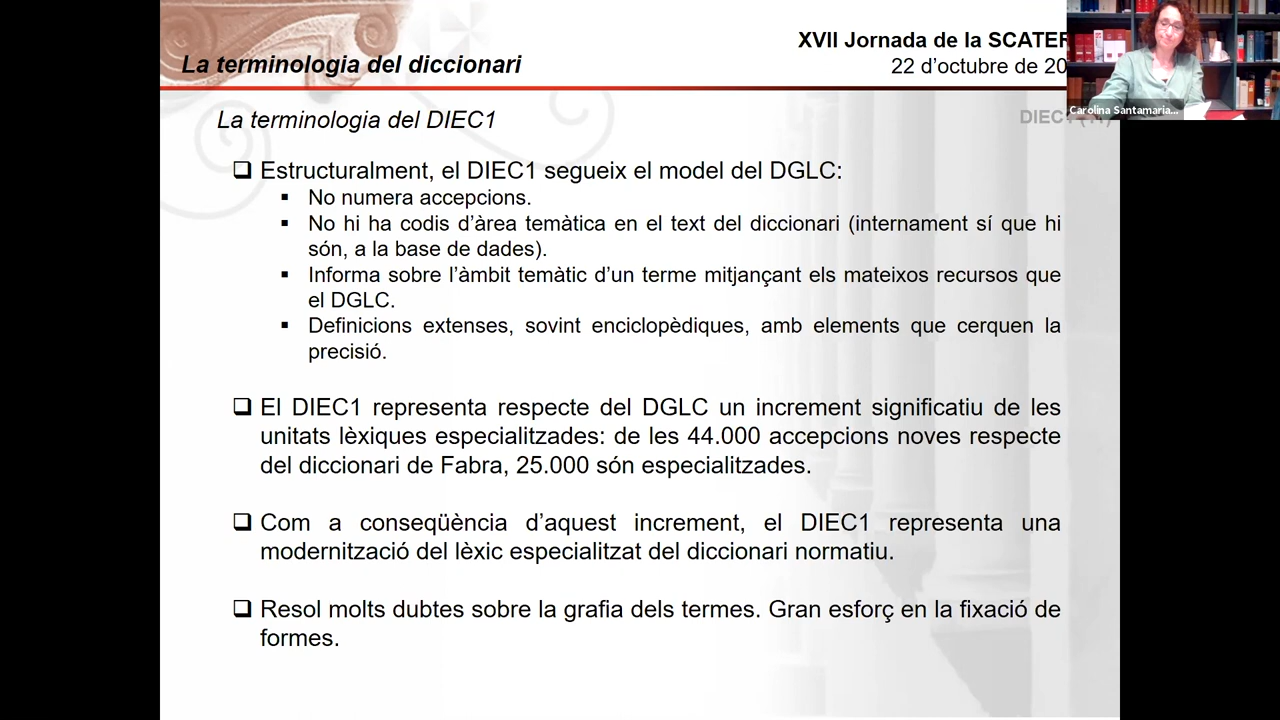 La terminologia del diccionari
XVII Jornada de la SCATER
22 d’octubre de 20
Carolina Santamaria...
La terminologia del DIEC1
❑ Estructuralment, el DIEC1 segueix el model del DGLC:
▪ No numera accepcions.
▪ No hi ha codis d’àrea temàtica en el text del diccionari (internament sí que hi
són, a la base de dades).
▪ Informa sobre l’àmbit temàtic d’un terme mitjançant els mateixos recursos que
el DGLC.
▪ Definicions extenses, sovint enciclopèdiques, amb elements que cerquen la
precisió.
❑ El DIEC1 representa respecte del DGLC un increment significatiu de les
unitats lèxiques especialitzades: de les 44.000 accepcions noves respecte
del diccionari de Fabra, 25.000 són especialitzades.
❑ Com a conseqüència d’aquest increment, el DIEC1 representa una
modernització del lèxic especialitzat del diccionari normatiu.
❑ Resol molts dubtes sobre la grafia dels termes. Gran esforç en la fixació de
formes.